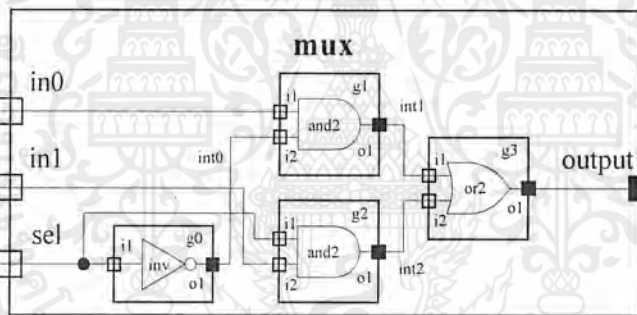 mux
in0
i1
g1
and2
int1
int0
i2
o1
g3
in1
i1
or2
output
i2
o1
sel
i1
g0
inv
o1
i1
g2
and2
i2
o1
int2